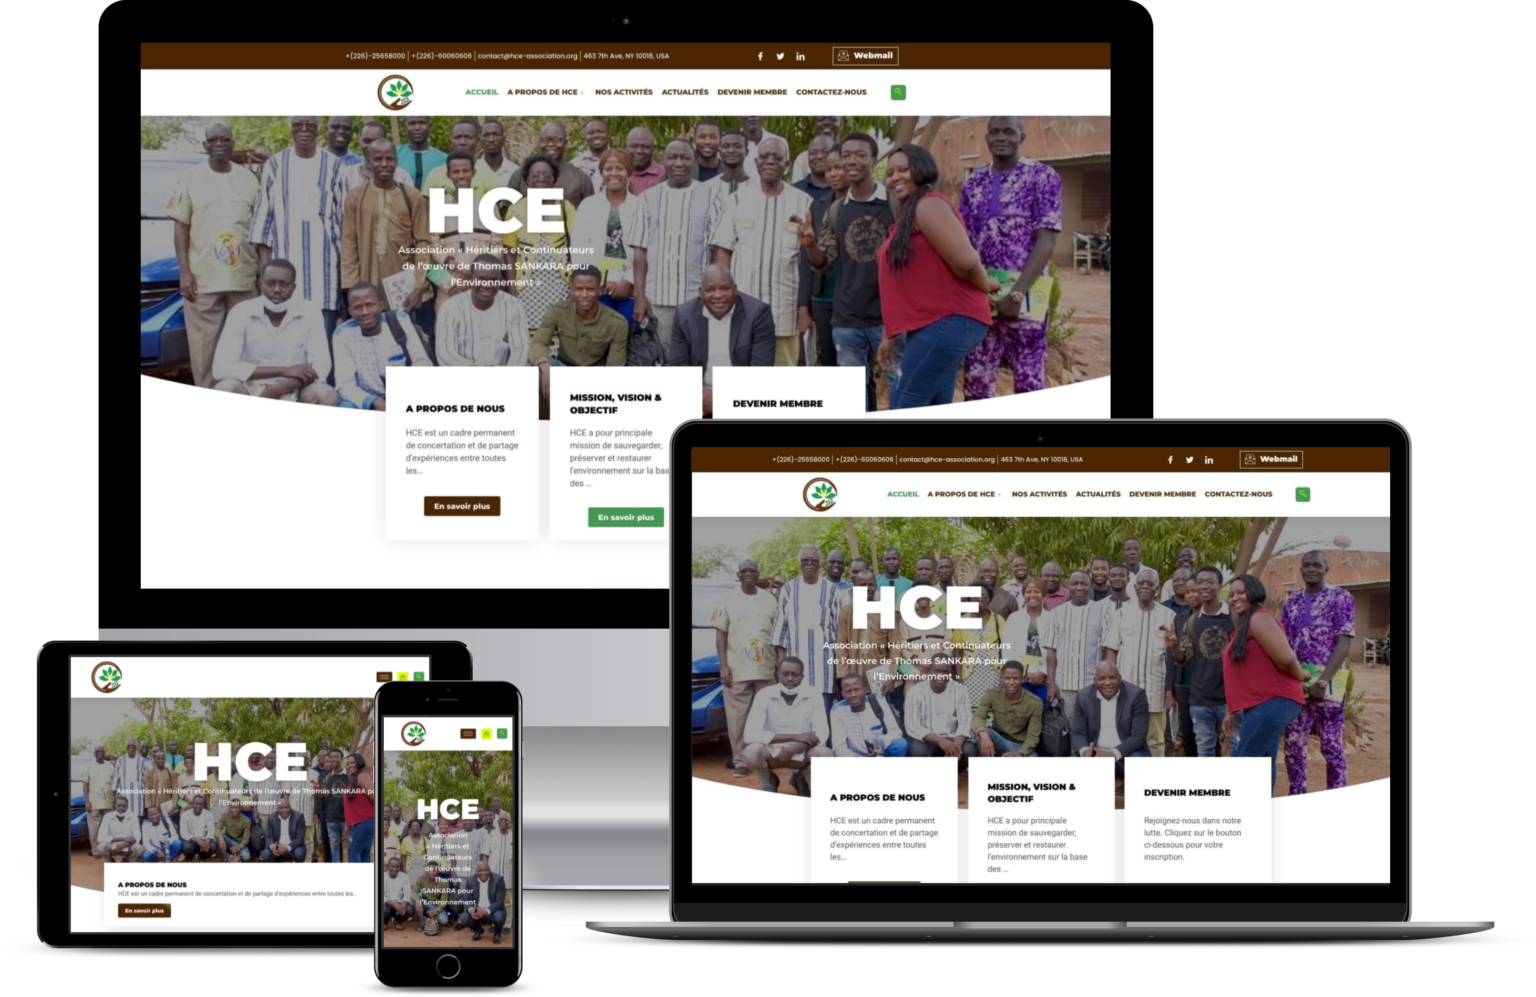 +(226)-25658000 | +(226)-60060606 | contact@hce-association.org | 463 7th Ave, NY 10018, USA
Webmail
ACCUEIL A PROPOS DE HCE NOS ACTIVITÉS ACTUALITÉS DEVENIR MEMBRE CONTACTEZ-NOUS
HCE
Association « Héritiers et Continuateurs
de l'œuvre de Thomas SANKARA pour
l'Environnement »
A PROPOS DE NOUS
HCE est un cadre permanent
de concertation et de partage
d'expériences entre toutes
les...
En savoir plus
MISSION, VISION &
OBJECTIF
HCE a pour principale
mission de sauvegarder,
préserver et restaurer
l'environnement sur la bas
des ...
En savoir plus
DEVENIR MEMBRE
+(226)-25658000 | +(226)-60060606 | contact@hce-association.org | 463 7th Ave, NY 10018, USA
Webmail
ACCUEIL A PROPOS DE HCE NOS ACTIVITÉS ACTUALITÉS DEVENIR MEMBRE CONTACTEZ-NOUS
HCE
Association « Héritiers et Continuateurs
de l'œuvre de Thomas SANKARA pour
l'Environnement »
A PROPOS DE NOUS
HCE est un cadre permanent
de concertation et de partage
d'expériences entre toutes
les...
MISSION, VISION &
OBJECTIF
HCE a pour principale
mission de sauvegarder,
préserver et restaurer
l'environnement sur la base
des ...
DEVENIR MEMBRE
Rejoignez-nous dans notre
lutte. Cliquez sur le bouton
ci-dessous pour votre
inscription.
HCE
Association « Héritiers et Continuateurs de l'œuvre de Thomas SANKARA po
l'Environnement »
A PROPOS DE NOUS
HCE est un cadre permanent de concertation et de partage d'expériences entre toutes les...
En savoir plus
HCE
Association
« Héritiers et
Continuateurs
de l'œuvre de
Thomas
SANKARA pour
l'Environnement
»